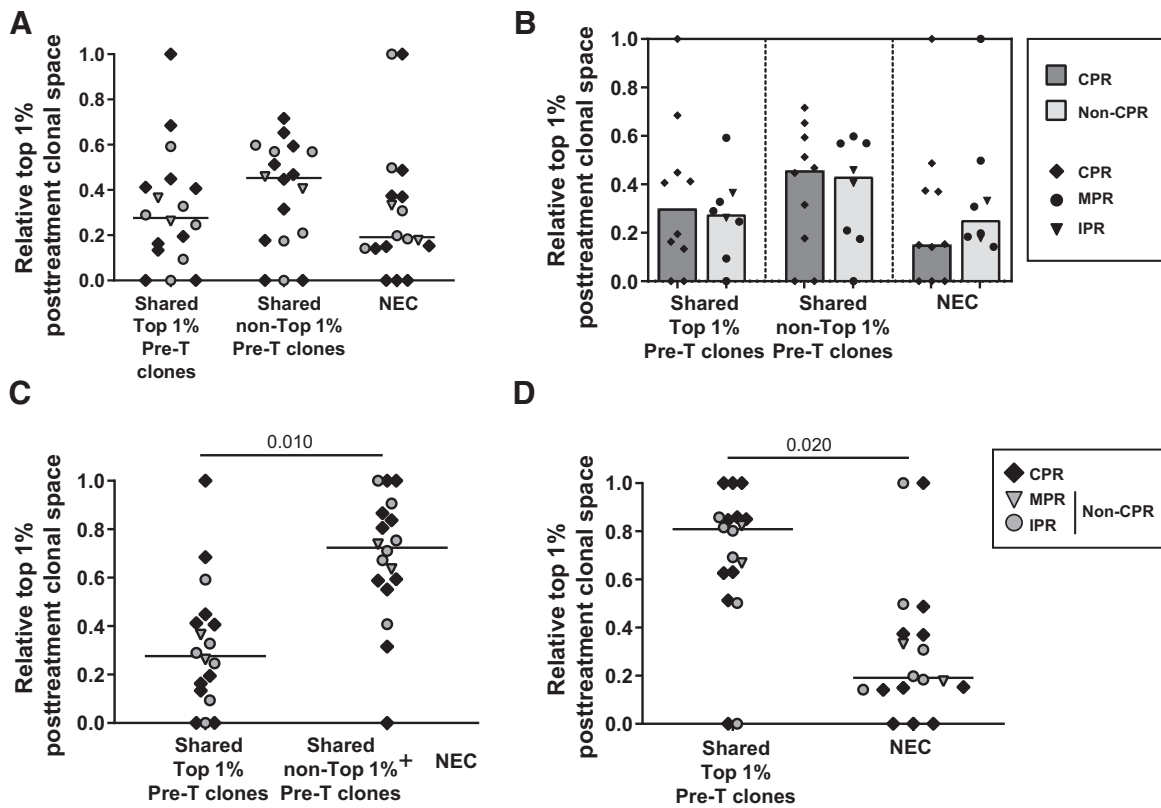 A
Relative top 1%
posttreatment clonal space
1.0
0.8
0.6
0.4
0.2
0.0
Shared
Top 1%
Pre-T
clones
Shared
non-Top 1%
Pre-T clones
NEC
B
Relative top 1%
posttreatment clonal space
1.0
0.8
0.6
0.4
0.2
0.0
Shared
Top 1%
Pre-T clones
Shared
non-Top 1%
Pre-T clones
NEC
CPR
Non-CPR
CPR
MPR
IPR
C
Relative top 1%
posttreatment clonal space
0.010
1.0
0.8
0.6
0.4
0.2
0.0
Shared
Top 1%
Pre-T clones
Shared
non-Top 1% + NEC
Pre-T clones
D
Relative top 1%
posttreatment clonal space
0.020
1.0
0.8
0.6
0.4
0.2
0.0
Shared
Top 1%
Pre-T clones
NEC
CPR
MPR
IPR
Non-CPR